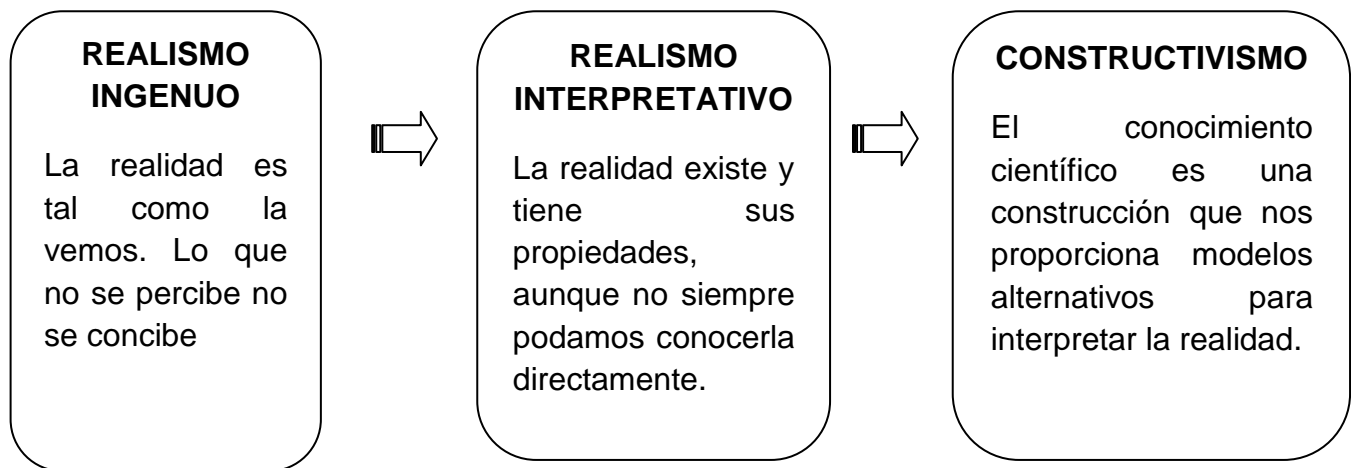 REALISMO
INGENUO
La realidad es
tal como la
vemos. Lo que
no se percibe no
se concibe
REALISMO
INTERPRETATIVO
La realidad existe y
tiene sus
propiedades,
aunque no siempre
podamos conocerla
directamente.
CONSTRUCTIVISMO
El conocimiento
científico es una
construcción que nos
proporciona modelos
alternativos para
interpretar la realidad.